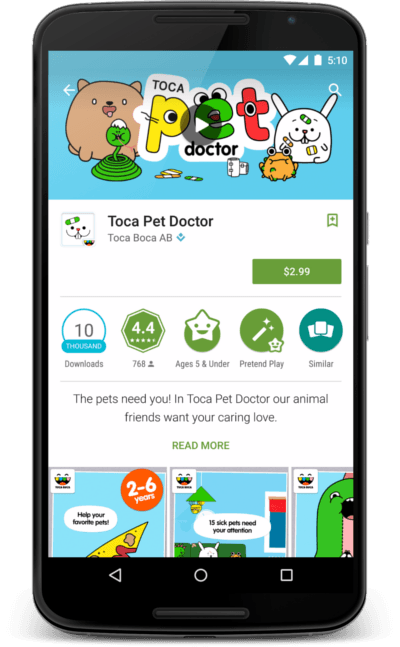 5:10
TOCA
pet
doctor
Toca Pet Doctor
Toca Boca AB
$2.99
10
THOUSAND
4.4
Downloads
768
Ages 5 & Under
Pretend Play
Similar
The pets need you! In Toca Pet Doctor our animal
friends want your caring love.
READ MORE
TOCA BOCA
2-6
years
Help your
favorite pets!
TOCA BOCA
15 sick pets need
your attention
TOCA BOCA